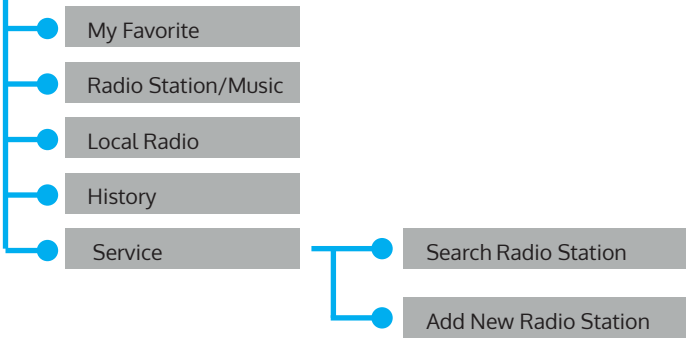 My Favorite
Radio Station/Music
Local Radio
History
Service
Search Radio Station
Add New Radio Station